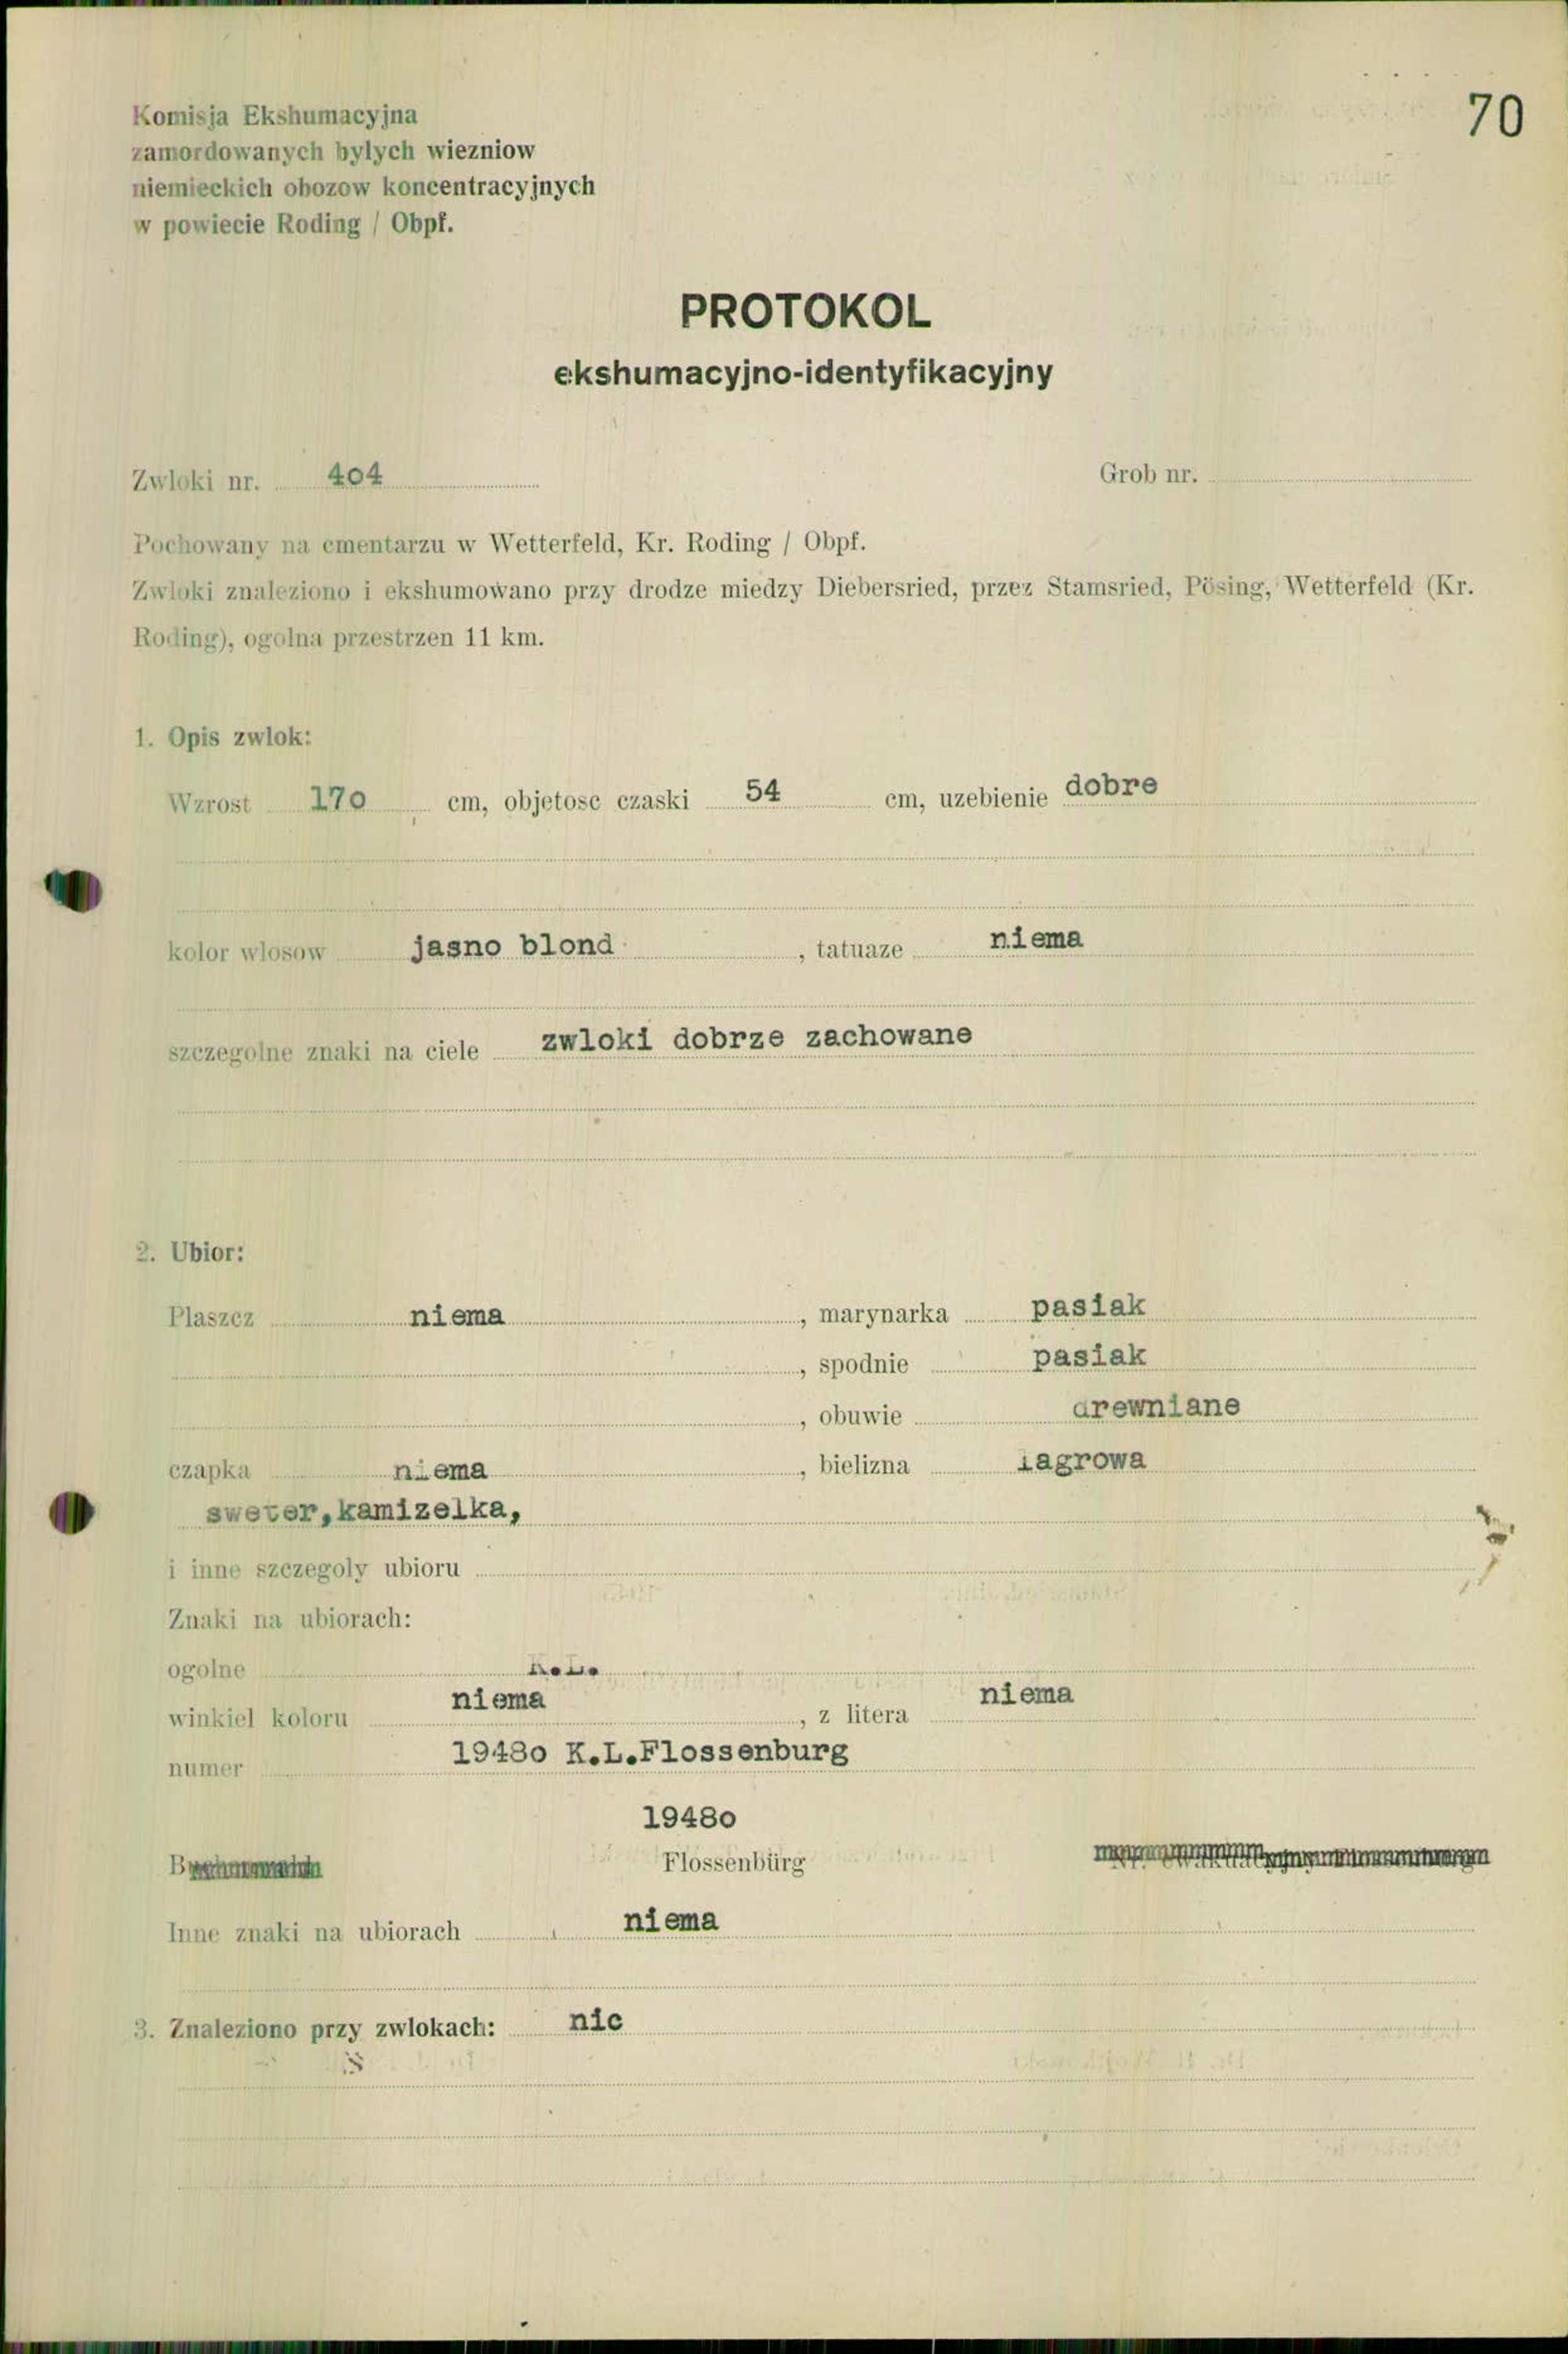 70
Komisja Ekshumacyjna
zamordowanych bylych wiezniow
niemieckich obozow koncentracyjnych
w powiecie Roding / Obpf.
PROTOKOL
ekshumacyjno-identyfikacyjny
Zwloki nr. 404 Grob nr.
Pochowany na cmentarzu w Wetterfeld, Kr. Roding / Obpf.
Zwloki znaleziono i ekshumowano przy drodze miedzy Diebersried, przez Stamsried, Pösing, Wetterfeld (Kr.
Roding), ogolna przestrzen 11 km.
1. Opis zwlok:
Wzrost 170 cm, objetosc czaski 54 cm, uzebienie dobre
kolor wlosow jasno blond , tatuaze niema
szczegolne znaki na ciele zwloki dobrze zachowane
2. Ubior:
Plaszcz niema , marynarka pasiak
, spodnie pasiak
, obuwie drewniane
czapka niema , bielizna lagrowa
sweter,kamizelka,
i inne szczegoly ubioru
Znaki na ubiorach:
ogolne K.L.
winkiel koloru niema , z litera niema
numer 1948o K.L.Flossenburg
1948o
Flossenbürg
Inne znaki na ubiorach niema
3. Znaleziono przy zwlokach: nic